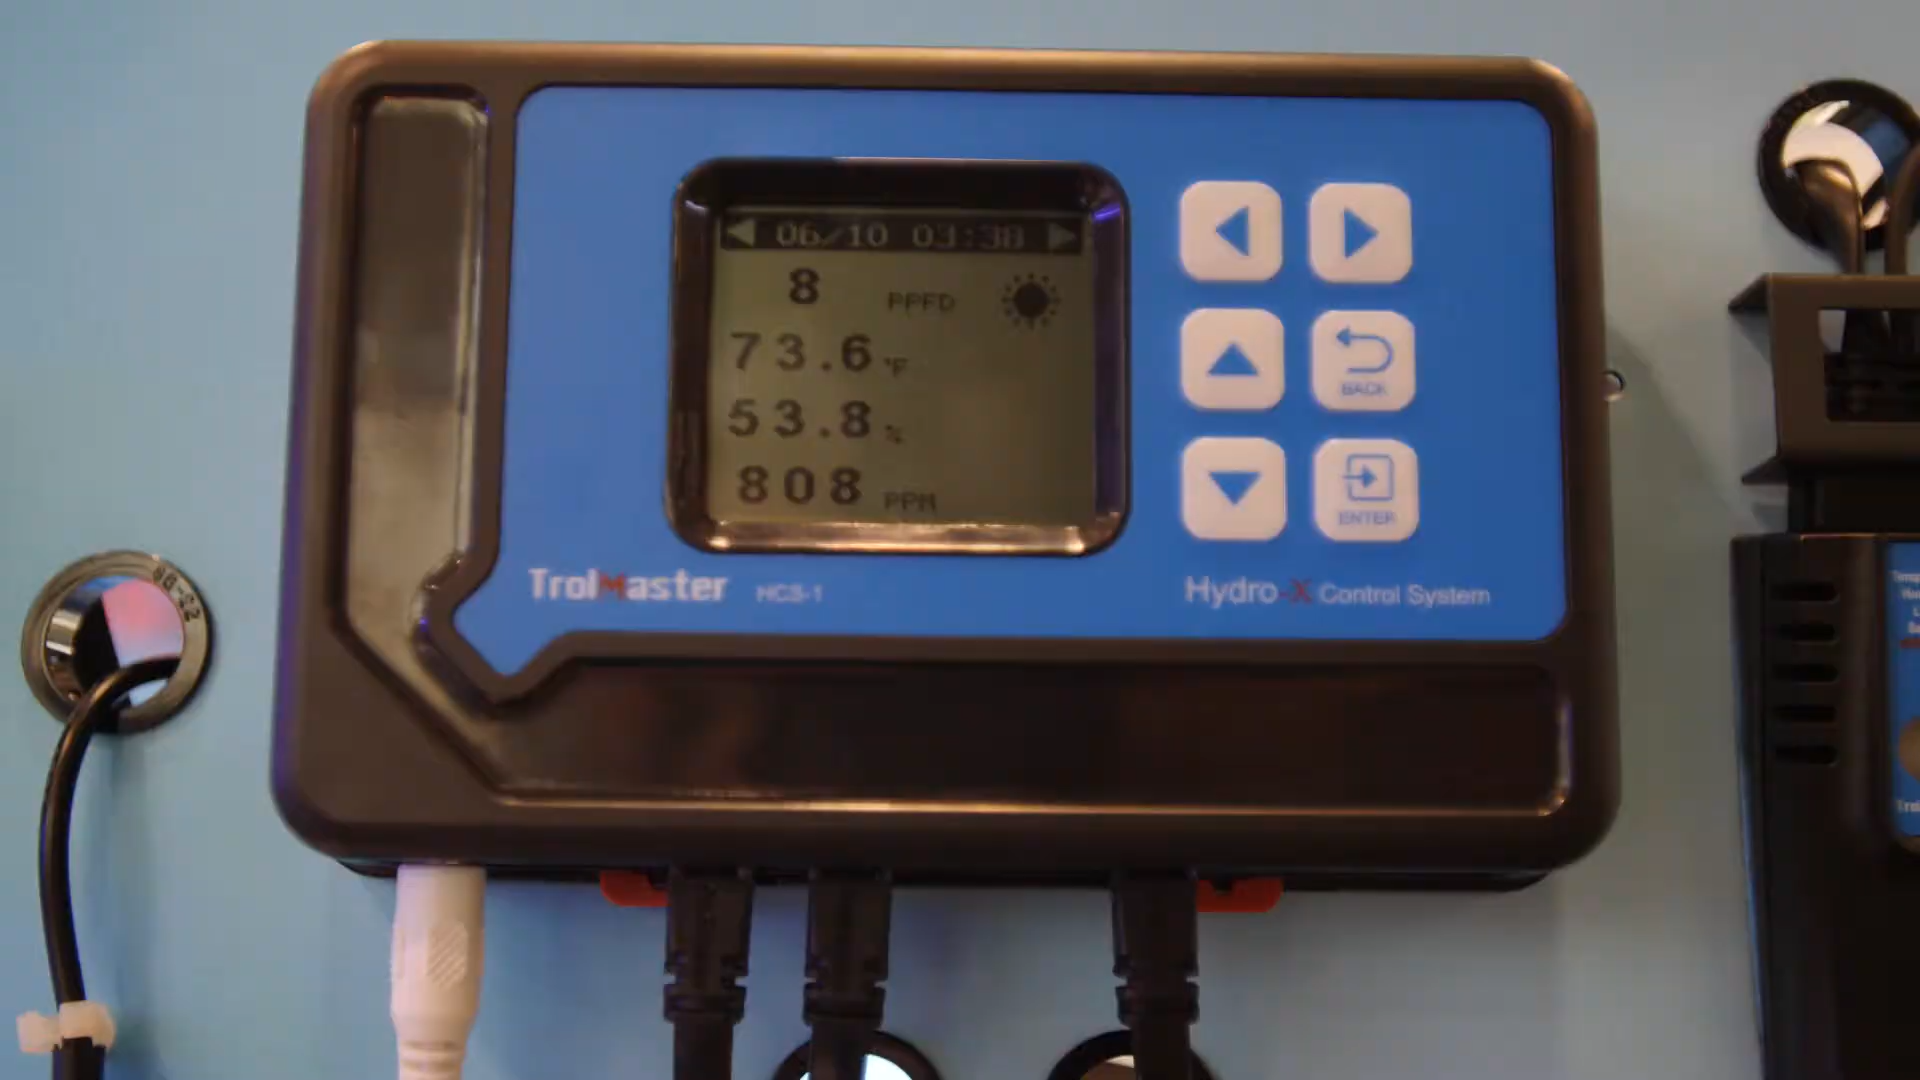 06/10 03:38
8 PPFD
73.6 °F
53.8 %
808 PPM
BACK
ENTER
TrolMaster HCS-1
Hydro-X Control System